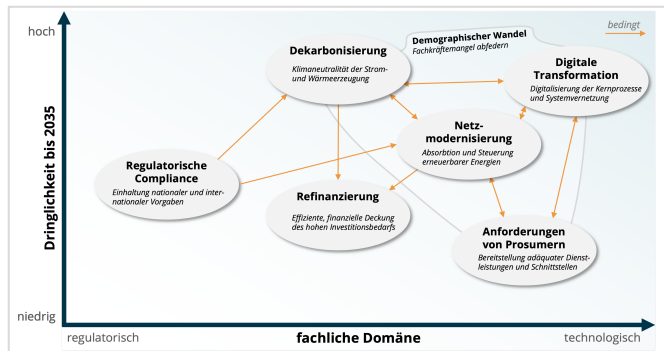 hoch
Demographischer Wandel
Fachkräftemangel abfedern
bedingt
Dekarbonisierung
Klimaneutralität der Strom-
und Wärmeerzeugung
Digitale
Transformation
Digitalisierung der Kernprozesse
und Systemvernetzung
Netz-
modernisierung
Absorbtion und Steuerung
erneuerbarer Energien
Regulatorische
Compliance
Einhaltung nationaler und inter-
nationaler Vorgaben
Refinanzierung
Effiziente, finanzielle Deckung
des hohen Investitionsbedarfs
Anforderungen
von Prosumern
Bereitstellung adäquater Dienst-
leistungen und Schnittstellen
Dringlichkeit bis 2035
niedrig
regulatorisch
fachliche Domäne
technologisch